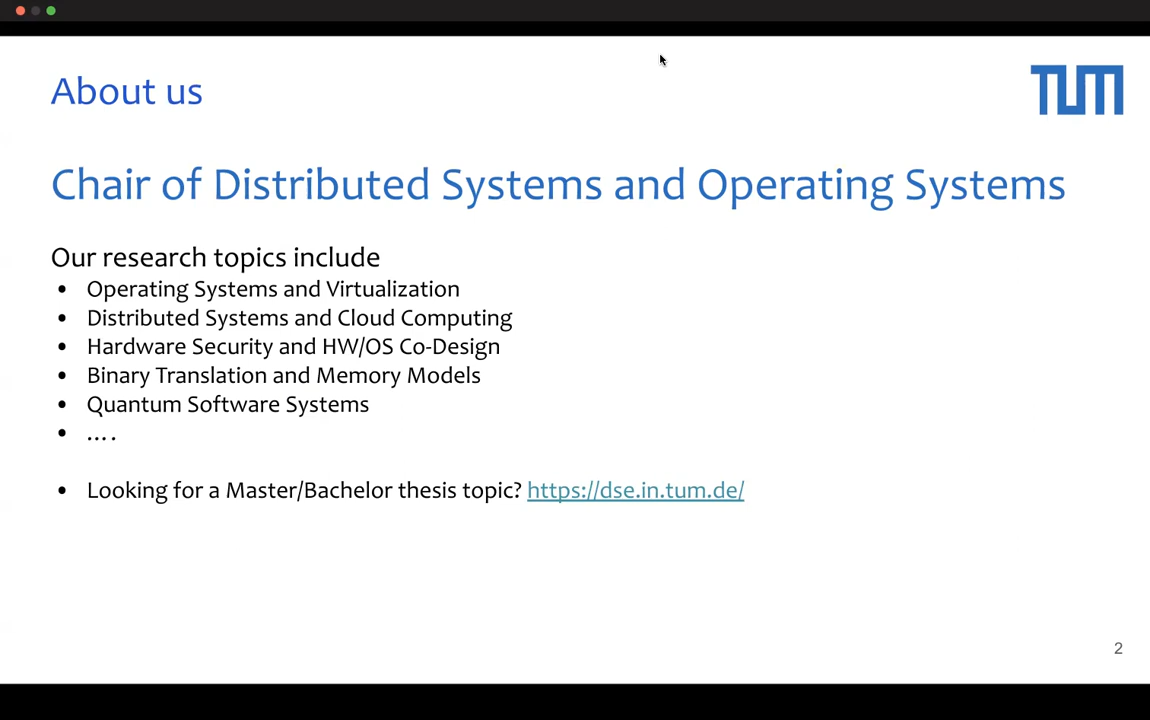 About us
TUM
Chair of Distributed Systems and Operating Systems
Our research topics include
• Operating Systems and Virtualization
• Distributed Systems and Cloud Computing
• Hardware Security and HW/OS Co-Design
• Binary Translation and Memory Models
• Quantum Software Systems
• ....
• Looking for a Master/Bachelor thesis topic? https://dse.in.tum.de/
2